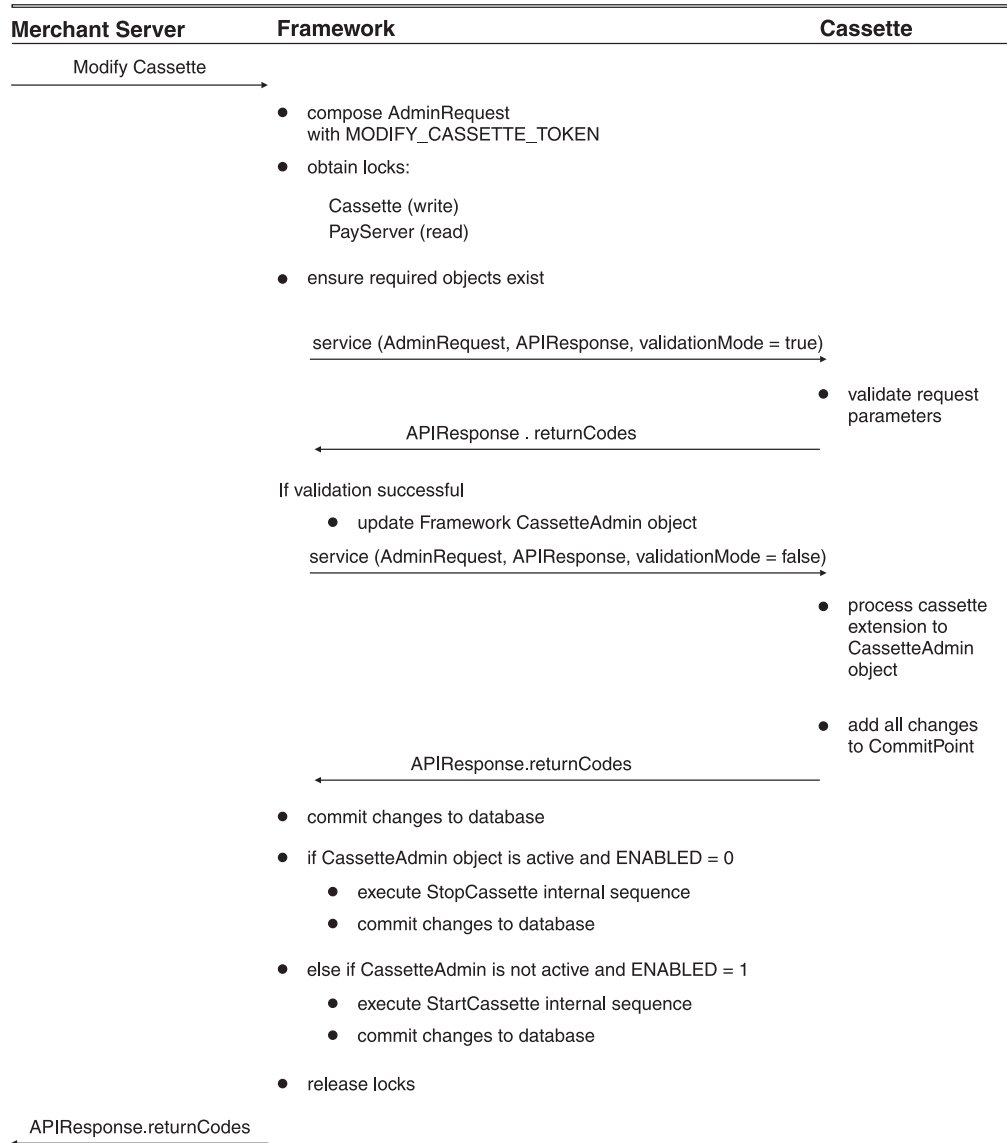 Merchant Server Framework Cassette
Modify Cassette
● compose AdminRequest
with MODIFY_CASSETTE_TOKEN
● obtain locks:
Cassette (write)
PayServer (read)
● ensure required objects exist
service (AdminRequest, APIResponse, validationMode = true)
● validate request
parameters
APIResponse . returnCodes
If validation successful
● update Framework CassetteAdmin object
service (AdminRequest, APIResponse, validationMode = false)
● process cassette
extension to
CassetteAdmin
object
● add all changes
to CommitPoint
APIResponse.returnCodes
● commit changes to database
● if CassetteAdmin object is active and ENABLED = 0
● execute StopCassette internal sequence
● commit changes to database
● else if CassetteAdmin is not active and ENABLED = 1
● execute StartCassette internal sequence
● commit changes to database
● release locks
APIResponse.returnCodes